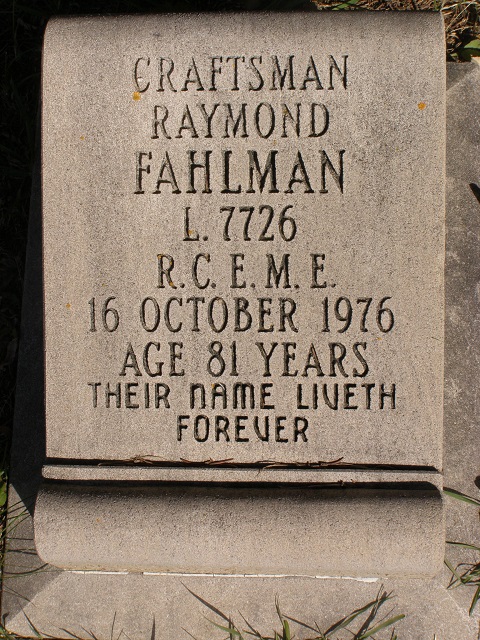 CRAFTSMAN
RAYMOND
FAHLMAN
L. 7726
R. C. E. M. E.
16 OCTOBER 1976
AGE 81 YEARS
THEIR NAME LIVETH
FOREVER